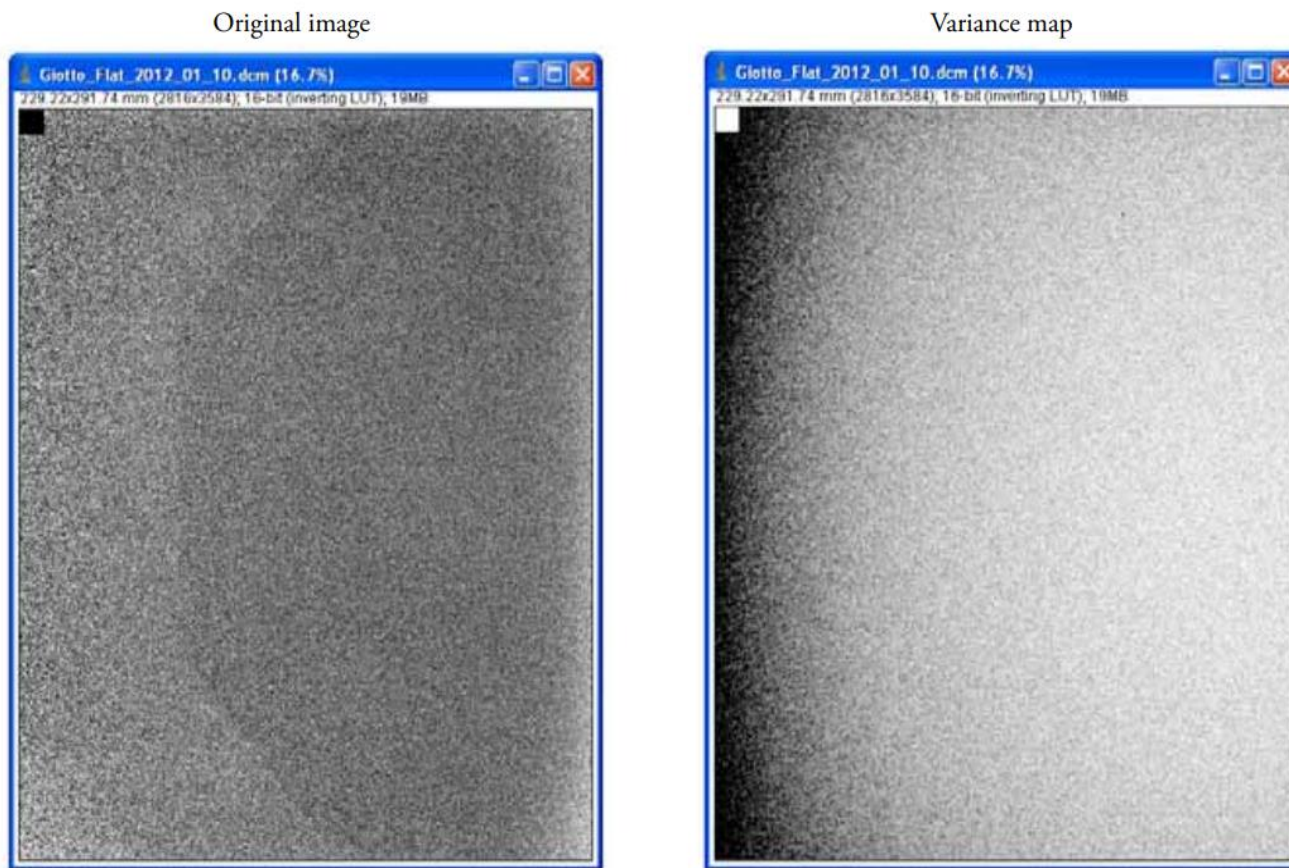 Original image
Variance map
Giotto_Flat_2012_01_10.dcm (16.7%)
229.22x291.74 mm (2816x3584); 16-bit (inverting LUT); 19MB
Giotto_Flat_2012_01_10.dcm (16.7%)
229.22x291.74 mm (2816x3584), 16-bit (inverting LUT), 19MB